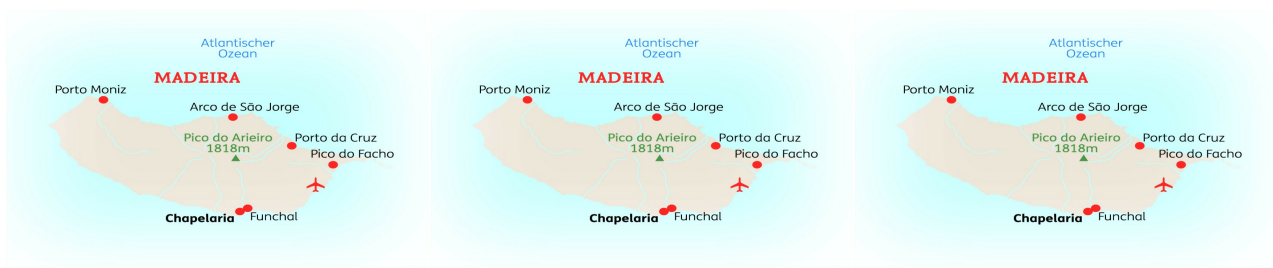 Atlantischer
Ozean
MADEIRA
Porto Moniz
Arco de São Jorge
Pico do Arieiro
1818m
Porto da Cruz
Pico do Facho
Chapelaria
Funchal
Atlantischer
Ozean
MADEIRA
Porto Moniz
Arco de São Jorge
Pico do Arieiro
1818m
Porto da Cruz
Pico do Facho
Chapelaria
Funchal
Atlantischer
Ozean
MADEIRA
Porto Moniz
Arco de São Jorge
Pico do Arieiro
1818m
Porto da Cruz
Pico do Facho
Chapelaria
Funchal